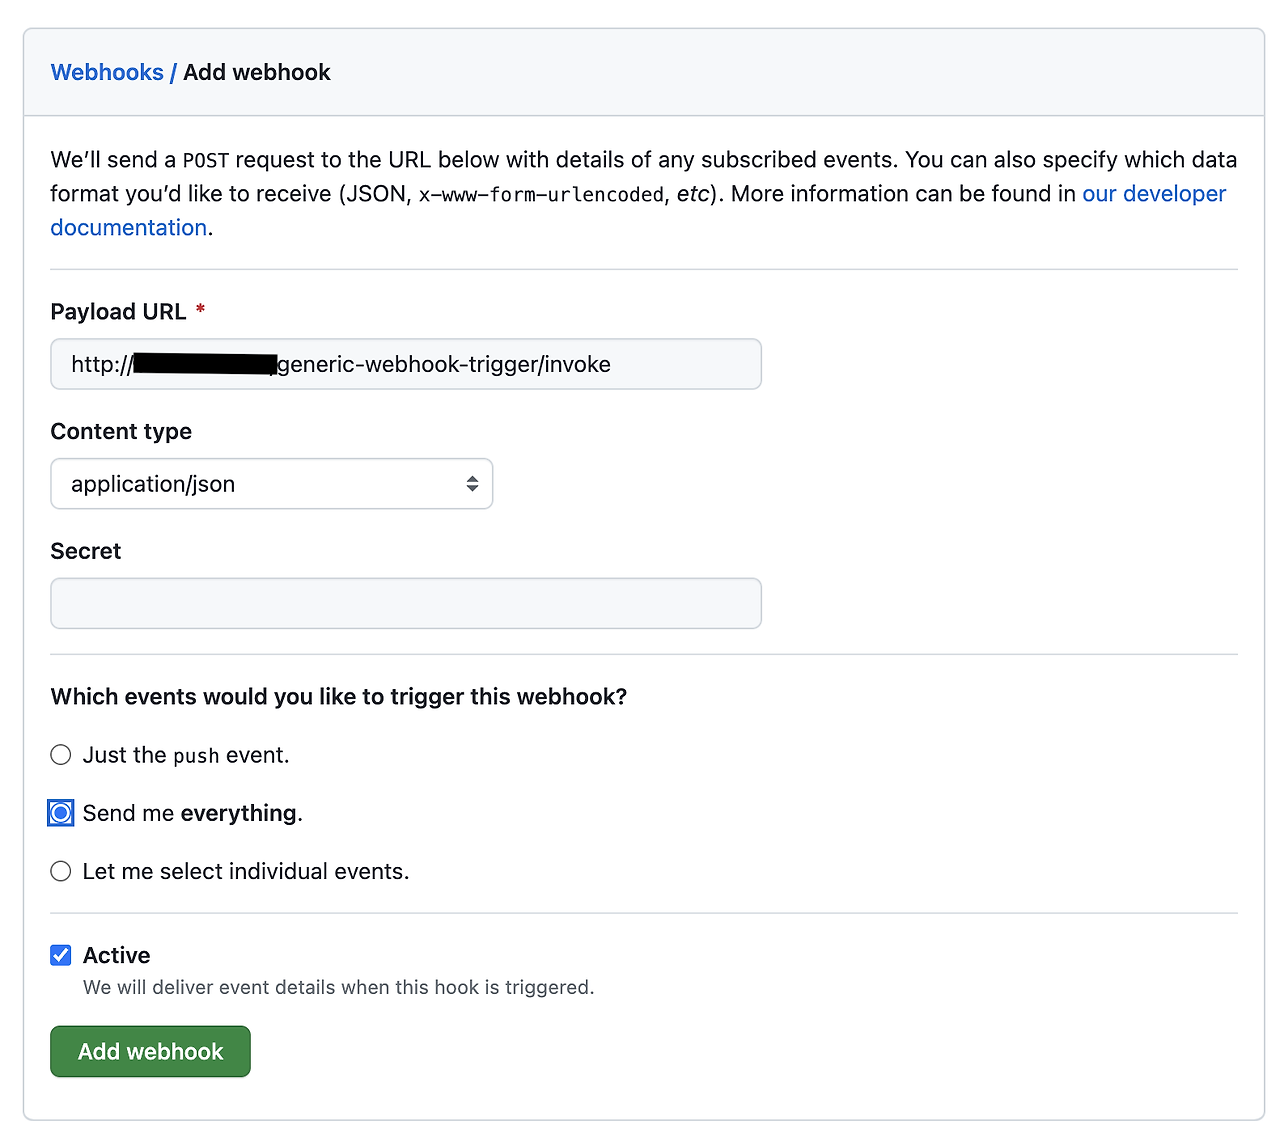 Webhooks / Add webhook
We’ll send a POST request to the URL below with details of any subscribed events. You can also specify which data
format you’d like to receive (JSON, x-www-form-urlencoded, etc). More information can be found in our developer
documentation.
Payload URL *
http://generic-webhook-trigger/invoke
Content type
application/json
Secret
Which events would you like to trigger this webhook?
Just the push event.
Send me everything.
Let me select individual events.
Active
We will deliver event details when this hook is triggered.
Add webhook